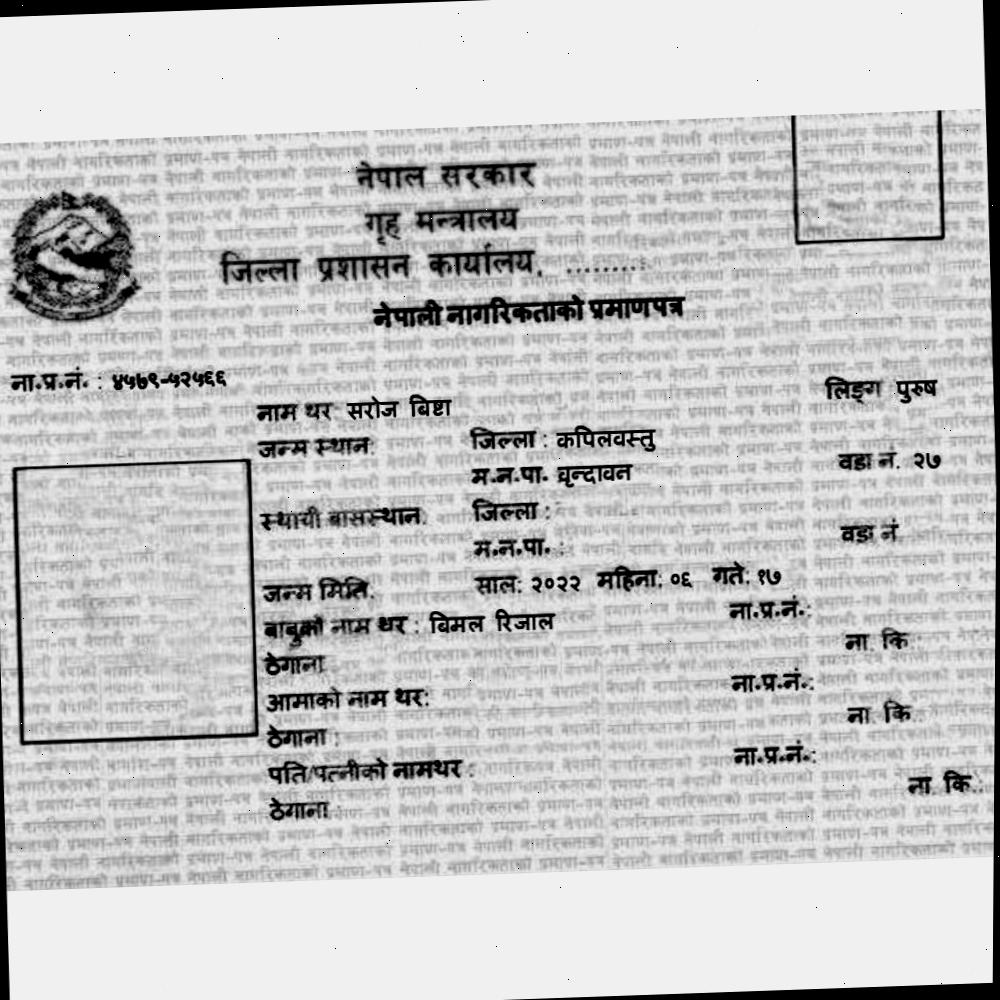 नेपाल सरकार
गृह मन्त्रालय
जिल्ला प्रशासन कार्यालय, .........
नेपाली नागरिकताको प्रमाणपत्र
ना.प्र.नं. : ४५७९-५२५६६
लिङ्ग पुरुष
नाम थर: सरोज बिष्टा
जन्म स्थान: जिल्ला : कपिलवस्तु
म.न.पा. वृन्दावन वडा नं. २७
स्थायी बासस्थान: जिल्ला :
म.न.पा. : वडा नं.
जन्म मिति: साल: २०२२ महिना: ०६ गते: १७
बाबुको नाम थर : बिमल रिजाल ना.प्र.नं.:
ठेगाना ना. कि.:
आमाको नाम थर: ना.प्र.नं.:
ठेगाना : ना. कि.:
पति/पत्नीको नामथर : ना.प्र.नं.:
ठेगाना : ना. कि.: